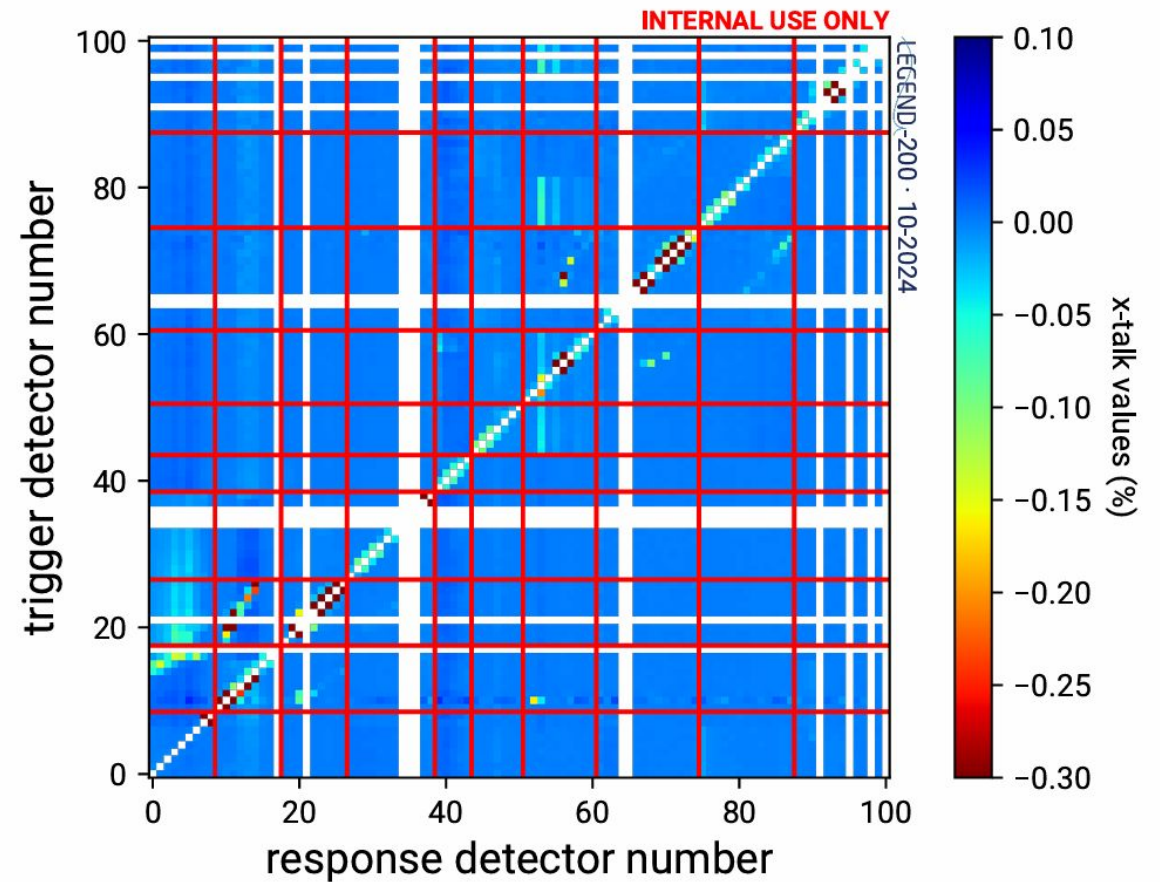 INTERNAL USE ONLY
LEGEND-200 · 10-2024
trigger detector number
100
80
60
40
20
0
0 20 40 60 80 100
response detector number
0.10
0.05
0.00
−0.05
−0.10
−0.15
−0.20
−0.25
−0.30
x-talk values (%)